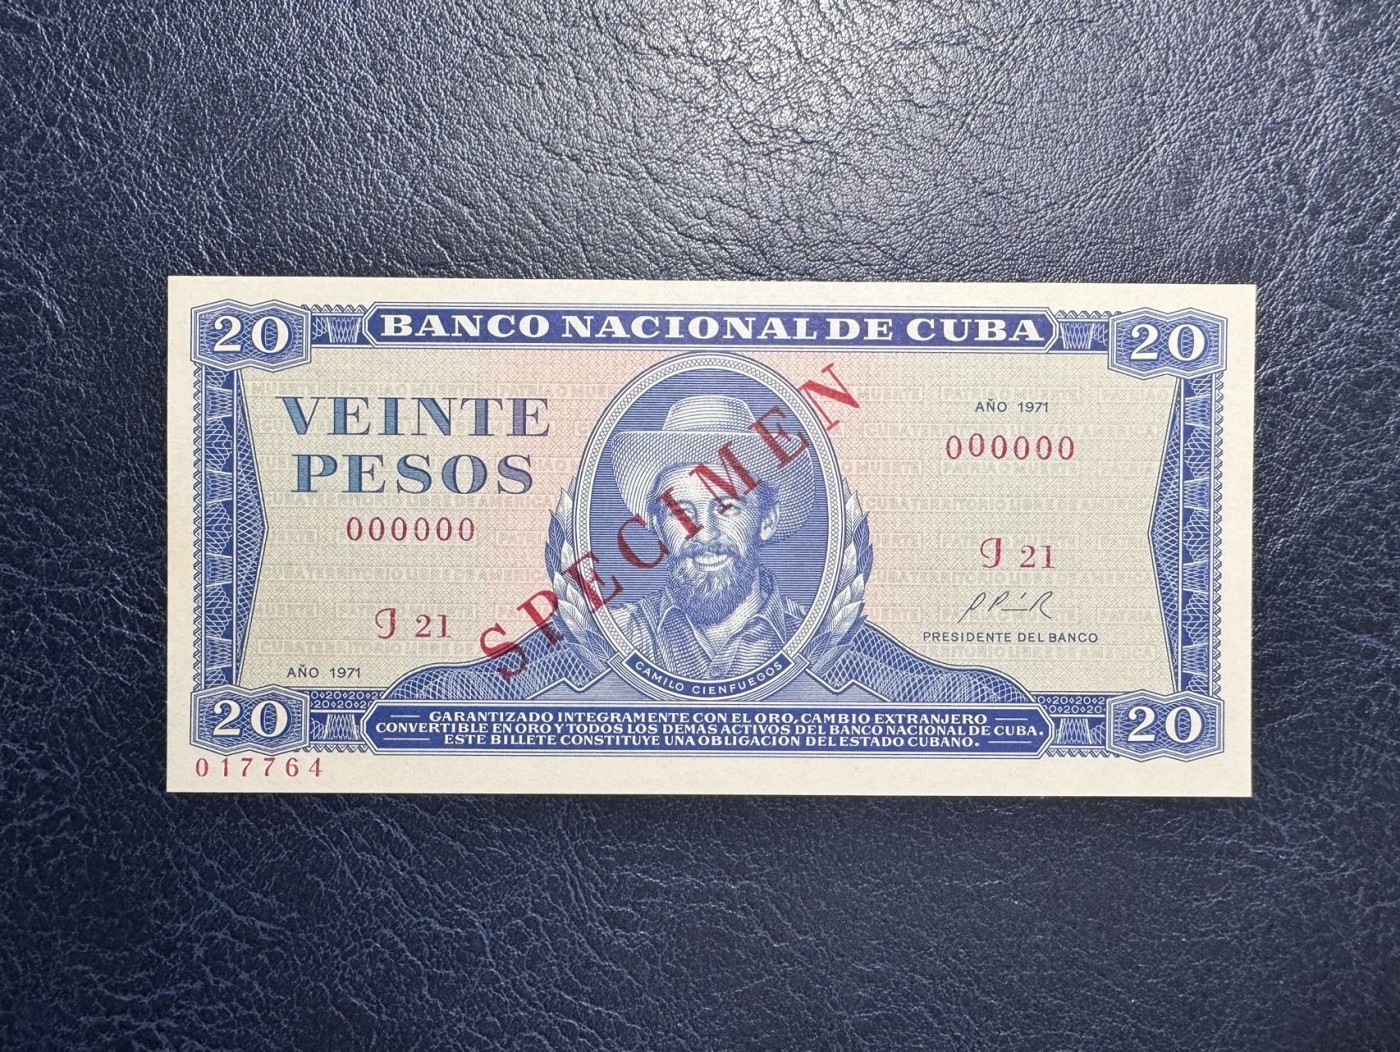 20 BANCO NACIONAL DE CUBA 20
VEINTE
PESOS
000000
J 21
AÑO 1971
SPECIMEN
CAMILO CIENFUEGOS
AÑO 1971
000000
J 21
PRESIDENTE DEL BANCO
20 20
GARANTIZADO INTEGRAMENTE CON EL ORO, CAMBIO EXTRANJERO
CONVERTIBLE EN ORO Y TODOS LOS DEMAS ACTIVOS DEL BANCO NACIONAL DE CUBA.
ESTE BILLETE CONSTITUYE UNA OBLIGACION DEL ESTADO CUBANO.
017764